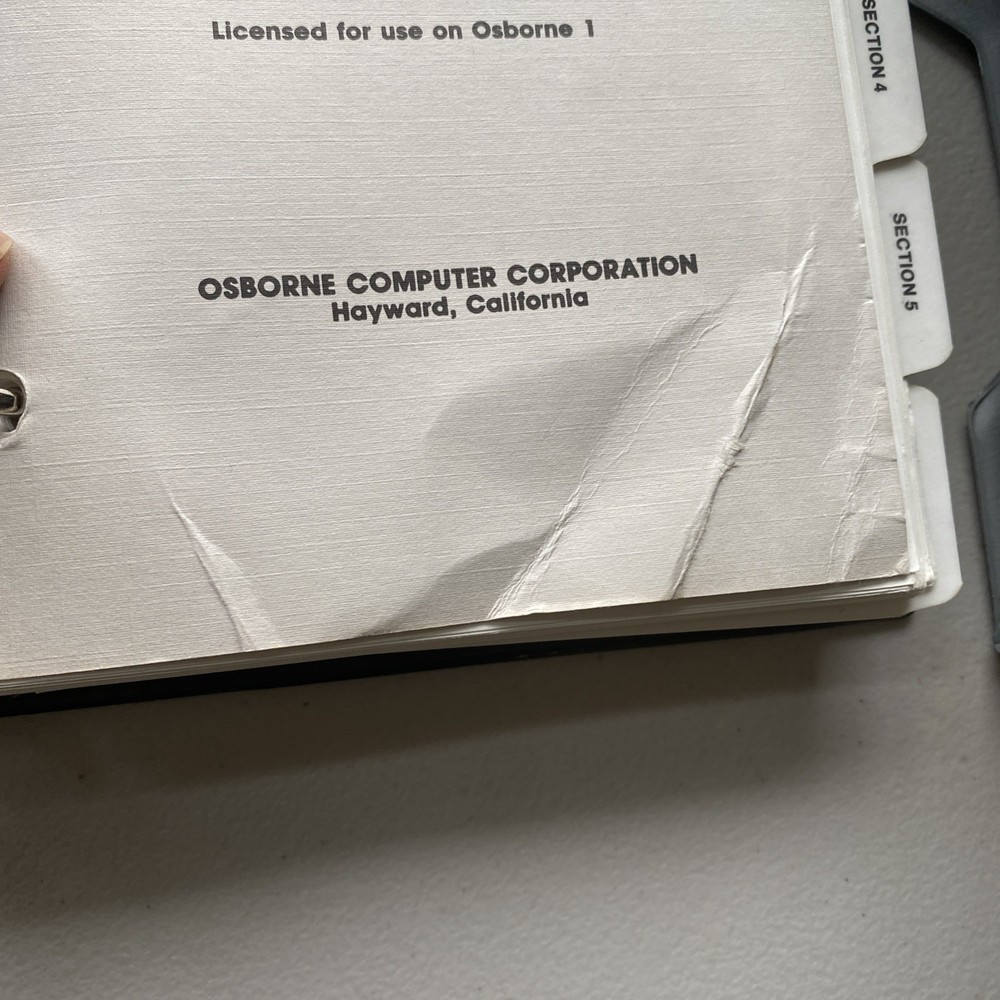 Licensed for use on Osborne 1
OSBORNE COMPUTER CORPORATION
Hayward, California
SECTION 4
SECTION 5